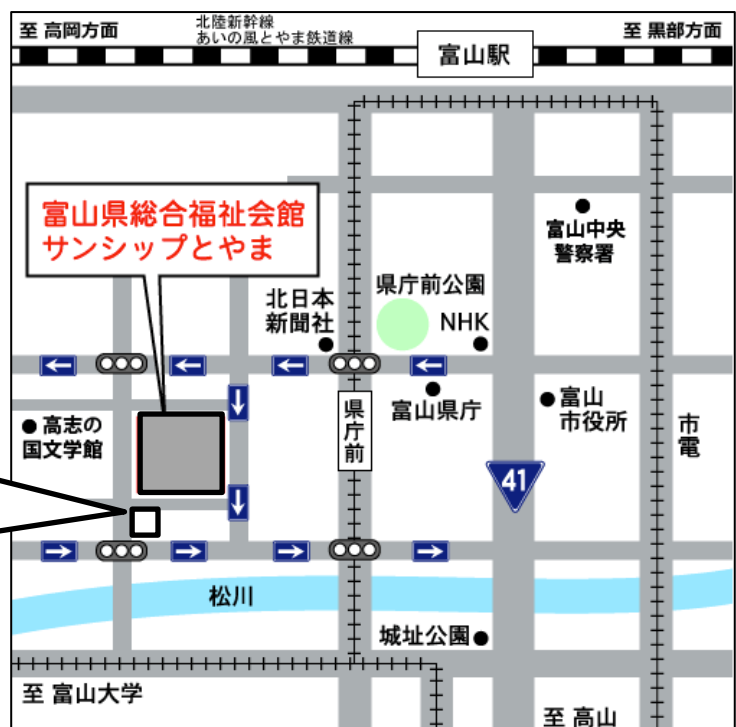 至 高岡方面
北陸新幹線
あいの風とやま鉄道線
富山駅
至 黒部方面
富山県総合福祉会館
サンシップとやま
富山中央
警察署
県庁前公園
北日本
新聞社
NHK
富山県庁
富山
市役所
県庁前
市電
高志の
国文学館
41
松川
城址公園
至 富山大学
至 高山